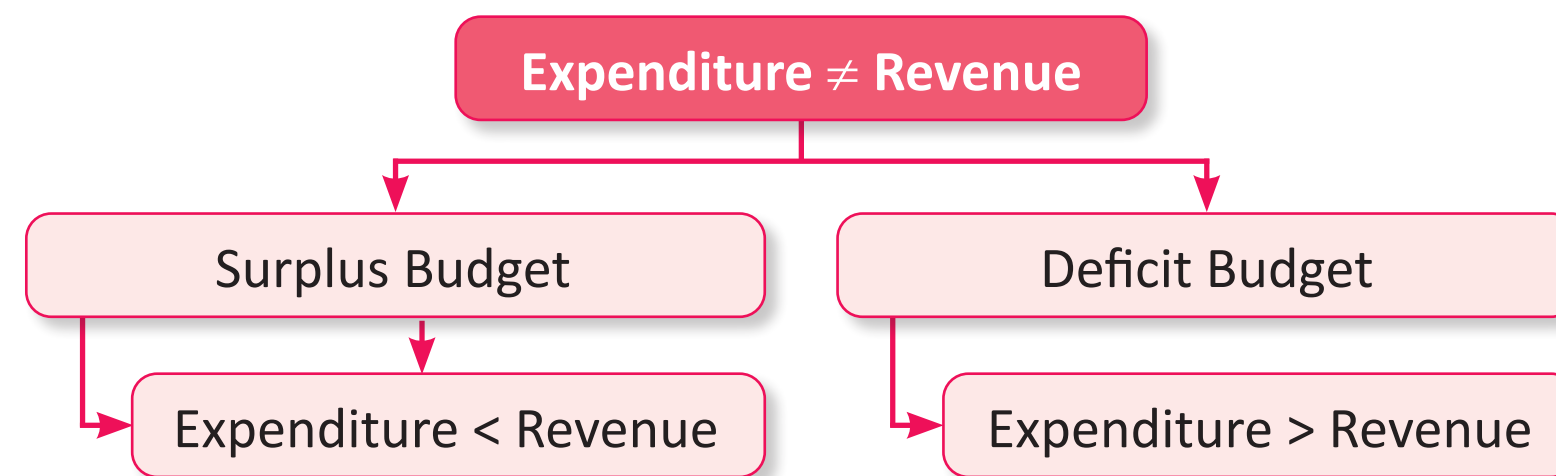 Expenditure ≠ Revenue
Surplus Budget
Deficit Budget
Expenditure < Revenue
Expenditure > Revenue